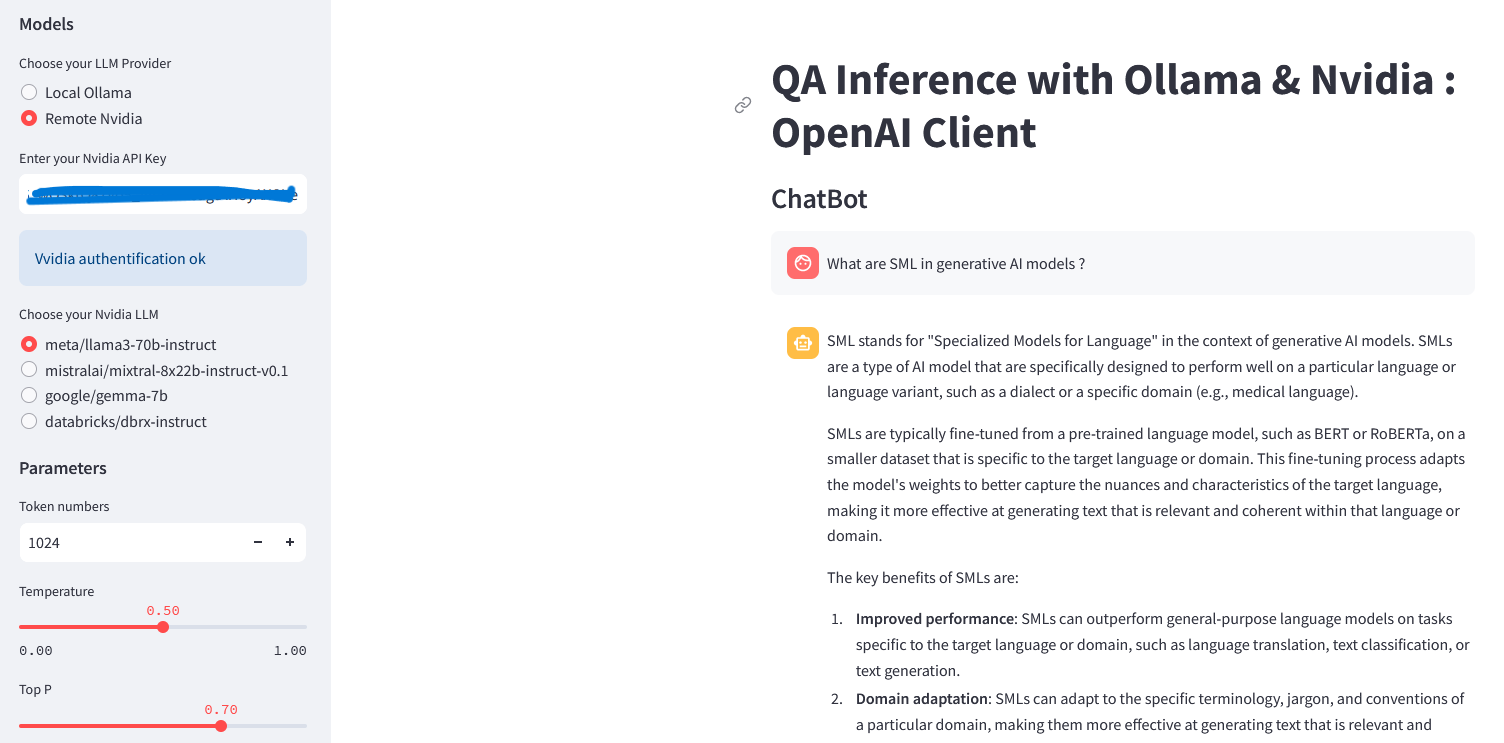 Models
Choose your LLM Provider
Local Ollama
Remote Nvidia
Enter your Nvidia API Key
Vvidia authentification ok
Choose your Nvidia LLM
meta/llama3-70b-instruct
mistralai/mixtral-8x22b-instruct-v0.1
google/gemma-7b
databricks/dbrx-instruct
Parameters
Token numbers
1024
Temperature
0.50
0.00 1.00
Top P
0.70
QA Inference with Ollama & Nvidia :
OpenAI Client
ChatBot
What are SML in generative AI models ?
SML stands for "Specialized Models for Language" in the context of generative AI models. SMLs
are a type of AI model that are specifically designed to perform well on a particular language or
language variant, such as a dialect or a specific domain (e.g., medical language).
SMLs are typically fine-tuned from a pre-trained language model, such as BERT or RoBERTa, on a
smaller dataset that is specific to the target language or domain. This fine-tuning process adapts
the model's weights to better capture the nuances and characteristics of the target language,
making it more effective at generating text that is relevant and coherent within that language or
domain.
The key benefits of SMLs are:
1. Improved performance: SMLs can outperform general-purpose language models on tasks
specific to the target language or domain, such as language translation, text classification, or
text generation.
2. Domain adaptation: SMLs can adapt to the specific terminology, jargon, and conventions of
a particular domain, making them more effective at generating text that is relevant and